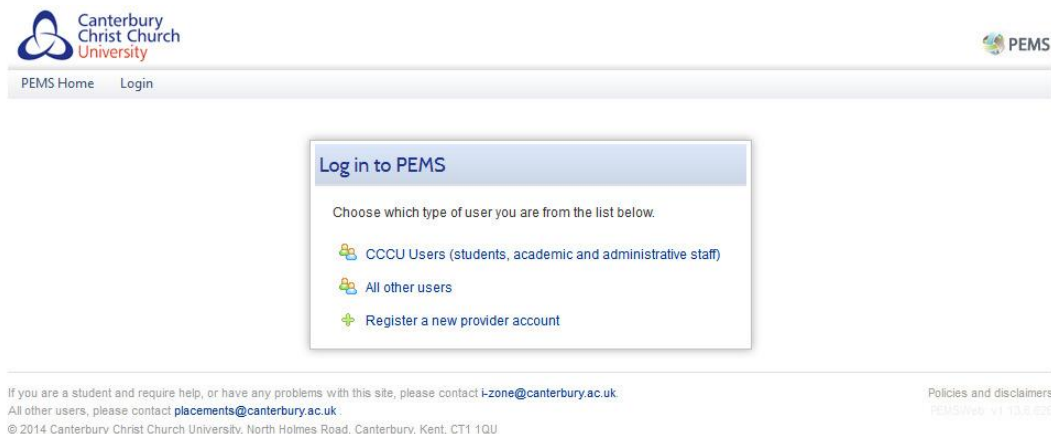 Canterbury
Christ Church
University
PEMS
PEMS Home Login
Log in to PEMS
Choose which type of user you are from the list below.
CCCU Users (students, academic and administrative staff)
All other users
Register a new provider account
If you are a student and require help, or have any problems with this site, please contact i-zone@canterbury.ac.uk.
Policies and disclaimers
All other users, please contact placements@canterbury.ac.uk .
© 2014 Canterbury Christ Church University, North Holmes Road, Canterbury, Kent, CT1 1QU